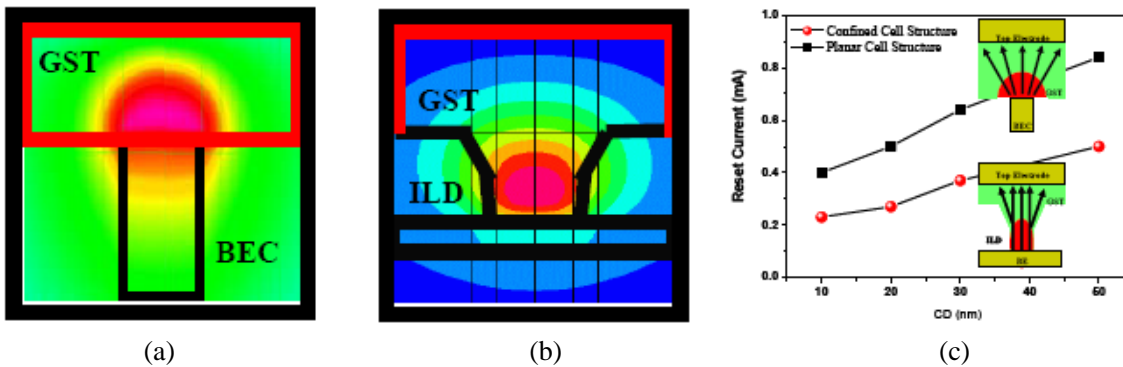 GST
BEC
(a)
GST
ILD
(b)
Confined Cell Structure
Planar Cell Structure
Reset Current (mA)
1.0
0.8
0.6
0.4
0.2
0.0
10
20
30
40
50
CD (nm)
Top Electrode
GST
BEC
Top Electrode
GST
ILD
BE
(c)